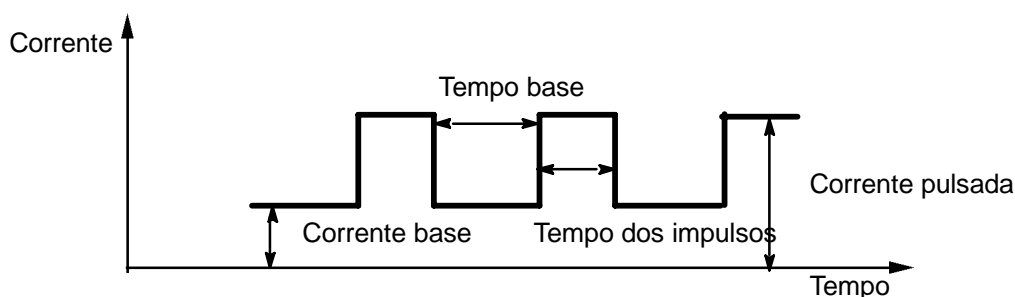 Corrente
Tempo base
Corrente pulsada
Corrente base
Tempo dos impulsos
Tempo